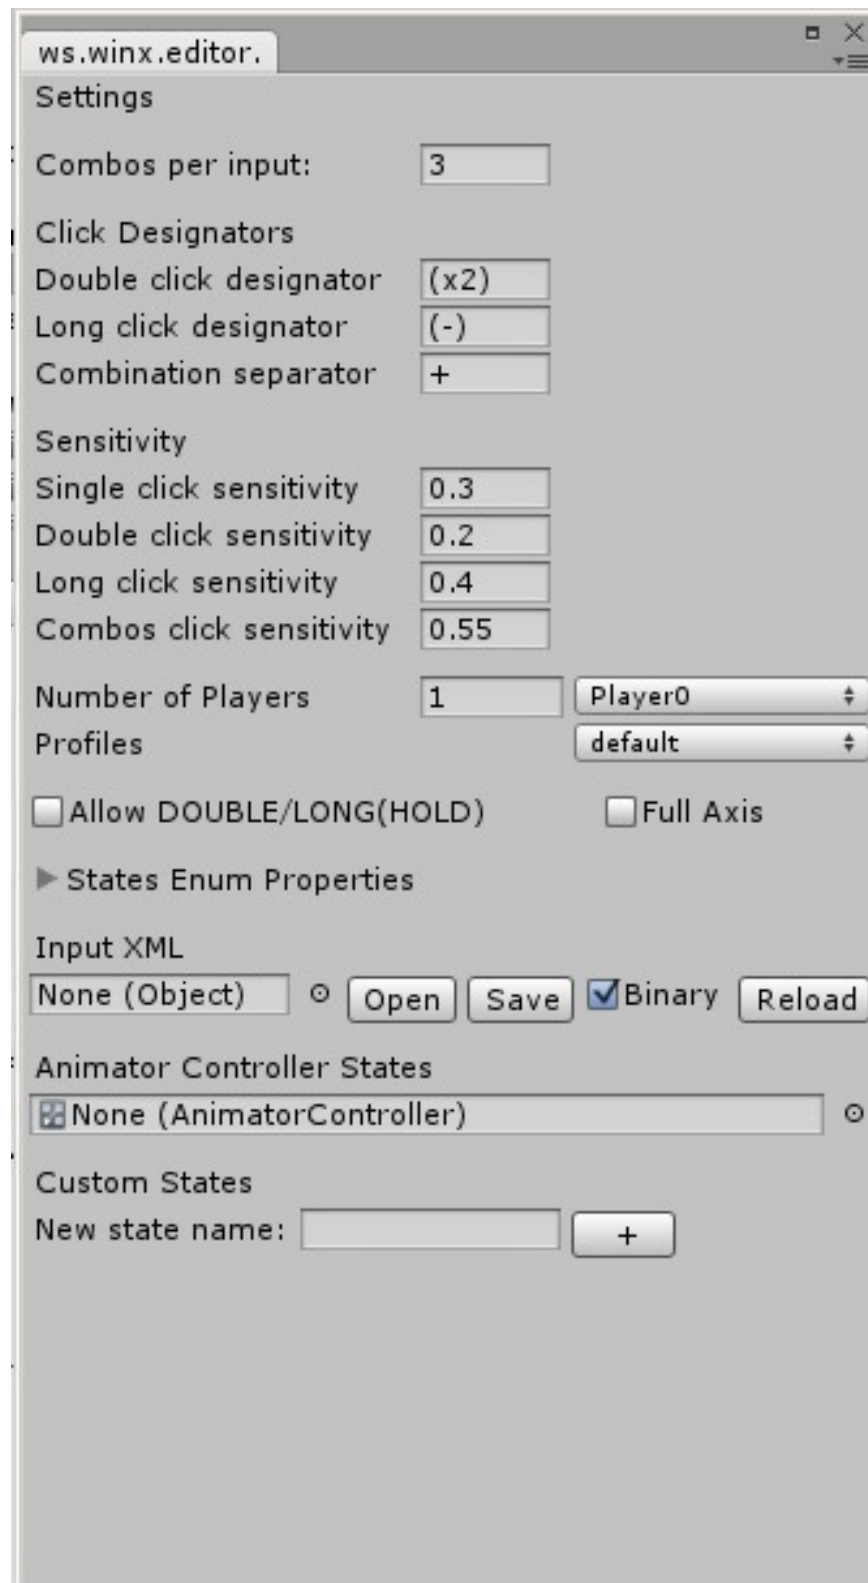 ws.winx.editor.
Settings
Combos per input: 3
Click Designators
Double click designator (x2)
Long click designator (-)
Combination separator +
Sensitivity
Single click sensitivity 0.3
Double click sensitivity 0.2
Long click sensitivity 0.4
Combos click sensitivity 0.55
Number of Players 1 Player0
Profiles default
Allow DOUBLE/LONG(HOLD) Full Axis
States Enum Properties
Input XML
None (Object) Open Save Binary Reload
Animator Controller States
None (AnimatorController)
Custom States
New state name: +